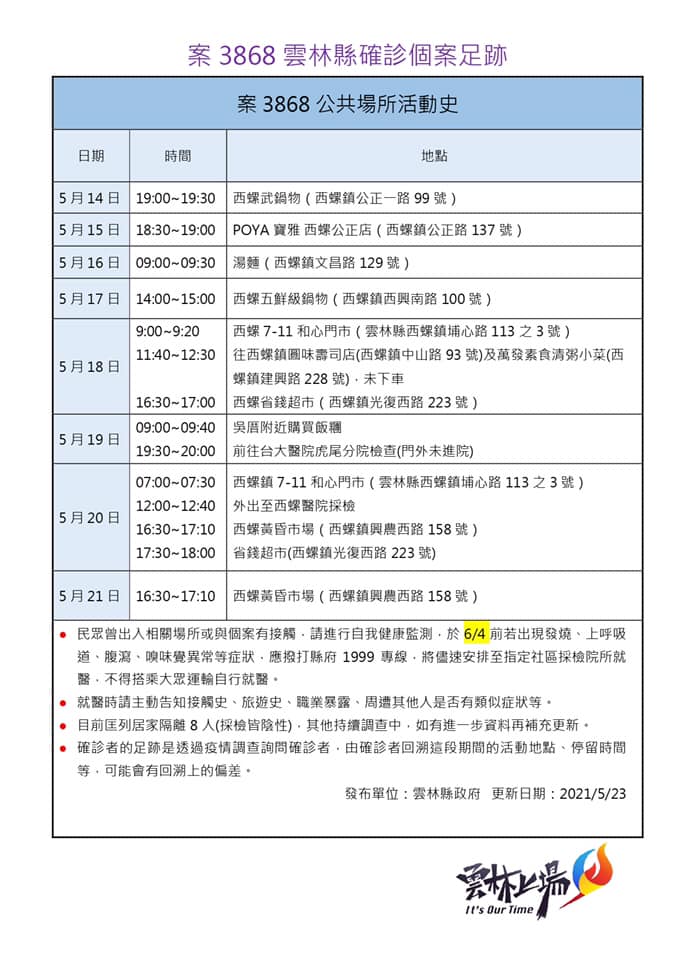 案 3868 雲林縣確診個案足跡
案 3868 公共場所活動史
日期 時間 地點
5 月 14 日 19:00~19:30 西螺武鍋物（西螺鎮公正一路 99 號）
5 月 15 日 18:30~19:00 POYA 寶雅 西螺公正店（西螺鎮公正路 137 號）
5 月 16 日 09:00~09:30 湯麵（西螺鎮文昌路 129 號）
5 月 17 日 14:00~15:00 西螺五鮮級鍋物（西螺鎮西興南路 100 號）
5 月 18 日
9:00~9:20 西螺 7-11 和心門市（雲林縣西螺鎮埔心路 113 之 3 號）
11:40~12:30 往西螺鎮圓味壽司店(西螺鎮中山路 93 號)及萬發素食清粥小菜(西
螺鎮建興路 228 號)，未下車
16:30~17:00 西螺省錢超市（西螺鎮光復西路 223 號）
5 月 19 日
09:00~09:40 吳厝附近購買飯糰
19:30~20:00 前往台大醫院虎尾分院檢查(門外未進院)
5 月 20 日
07:00~07:30 西螺鎮 7-11 和心門市（雲林縣西螺鎮埔心路 113 之 3 號）
12:00~12:40 外出至西螺醫院採檢
16:30~17:10 西螺黃昏市場（西螺鎮興農西路 158 號）
17:30~18:00 省錢超市(西螺鎮光復西路 223 號)
5 月 21 日 16:30~17:10 西螺黃昏市場（西螺鎮興農西路 158 號）
● 民眾曾出入相關場所或與個案有接觸，請進行自我健康監測，於 6/4 前若出現發燒、上呼吸
道、腹瀉、嗅味覺異常等症狀，應撥打縣府 1999 專線，將儘速安排至指定社區採檢院所就
醫，不得搭乘大眾運輸自行就醫。
● 就醫時請主動告知接觸史、旅遊史、職業暴露、周遭其他人是否有類似症狀等。
● 目前匡列居家隔離 8 人(採檢皆陰性)，其他持續調查中，如有進一步資料再補充更新。
● 確診者的足跡是透過疫情調查詢問確診者，由確診者回溯這段期間的活動地點、停留時間
等，可能會有回溯上的偏差。
發布單位：雲林縣政府 更新日期：2021/5/23
雲林上場
It's Our Time